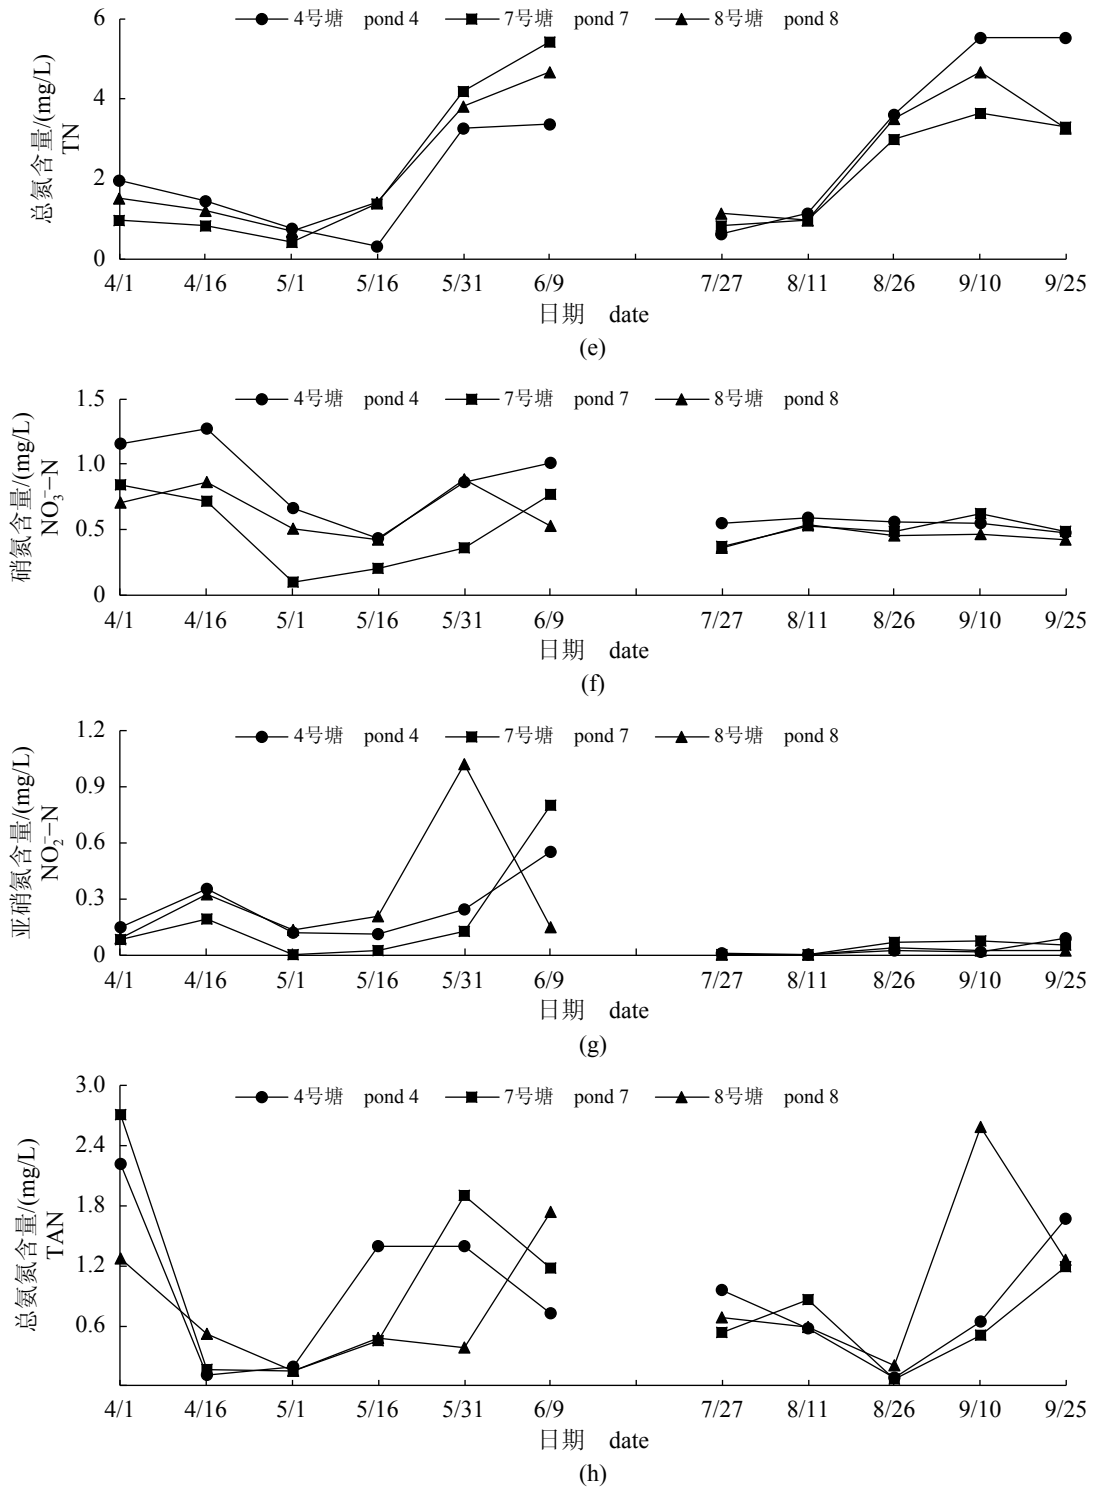 4号塘 pond 4 7号塘 pond 7 8号塘 pond 8
总氮含量/(mg/L)
TN
6
4
2
0
4/1 4/16 5/1 5/16 5/31 6/9 7/27 8/11 8/26 9/10 9/25
日期 date
(e)
4号塘 pond 4 7号塘 pond 7 8号塘 pond 8
硝氮含量/(mg/L)
NO₃⁻−N
1.5
1.0
0.5
0
4/1 4/16 5/1 5/16 5/31 6/9 7/27 8/11 8/26 9/10 9/25
日期 date
(f)
4号塘 pond 4 7号塘 pond 7 8号塘 pond 8
亚硝氮含量/(mg/L)
NO₂⁻−N
1.2
0.9
0.6
0.3
0
4/1 4/16 5/1 5/16 5/31 6/9 7/27 8/11 8/26 9/10 9/25
日期 date
(g)
4号塘 pond 4 7号塘 pond 7 8号塘 pond 8
总氨氮含量/(mg/L)
TAN
3.0
2.4
1.8
1.2
0.6
4/1 4/16 5/1 5/16 5/31 6/9 7/27 8/11 8/26 9/10 9/25
日期 date
(h)